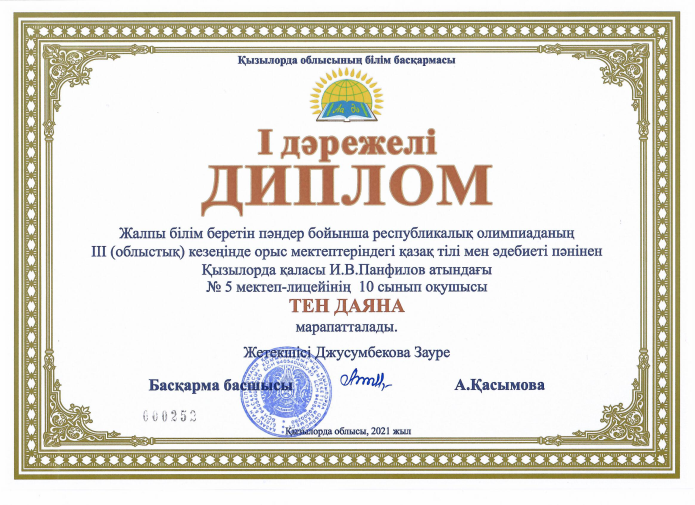 Қызылорда облысының білім басқармасы
І дәрежелі
ДИПЛОМ
Жалпы білім беретін пәндер бойынша республикалық олимпиаданың
ІІІ (облыстық) кезеңінде орыс мектептеріндегі қазақ тілі мен әдебиеті пәнінен
Қызылорда қаласы И.В.Панфилов атындағы
№ 5 мектеп-лицейінің 10 сынып оқушысы
ТЕН ДАЯНА
марапатталады.
Жетекшісі Джусумбекова Зауре
Басқарма басшысы А.Қасымова
000252
Қызылорда облысы, 2021 жыл